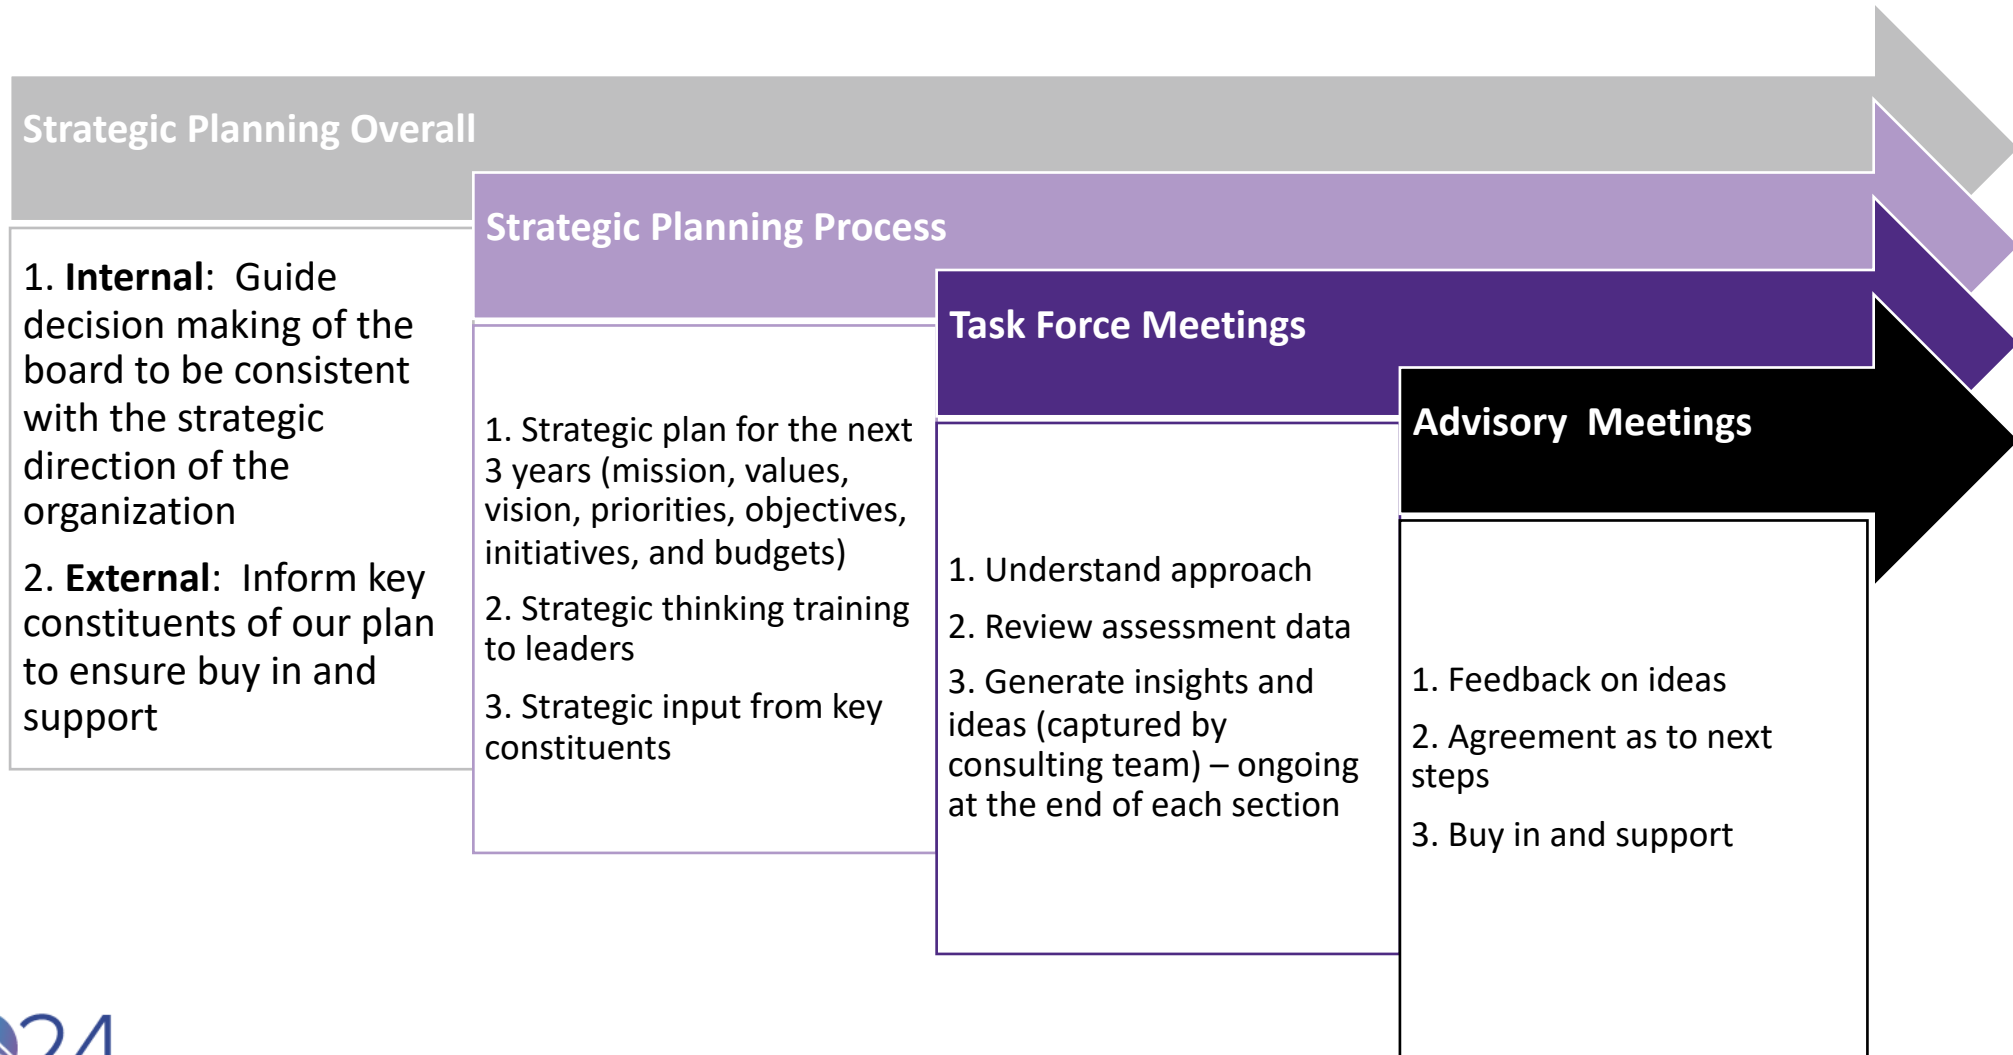 Strategic Planning Overall
1. Internal:  Guide
decision making of the
board to be consistent
with the strategic
direction of the
organization
2. External:  Inform key
constituents of our plan
to ensure buy in and
support
Strategic Planning Process
1. Strategic plan for the next
3 years (mission, values,
vision, priorities, objectives,
initiatives, and budgets)
2. Strategic thinking training
to leaders
3. Strategic input from key
constituents
Task Force Meetings
1. Understand approach
2. Review assessment data
3. Generate insights and
ideas (captured by
consulting team) – ongoing
at the end of each section
Advisory  Meetings
1. Feedback on ideas
2. Agreement as to next
steps
3. Buy in and support
24